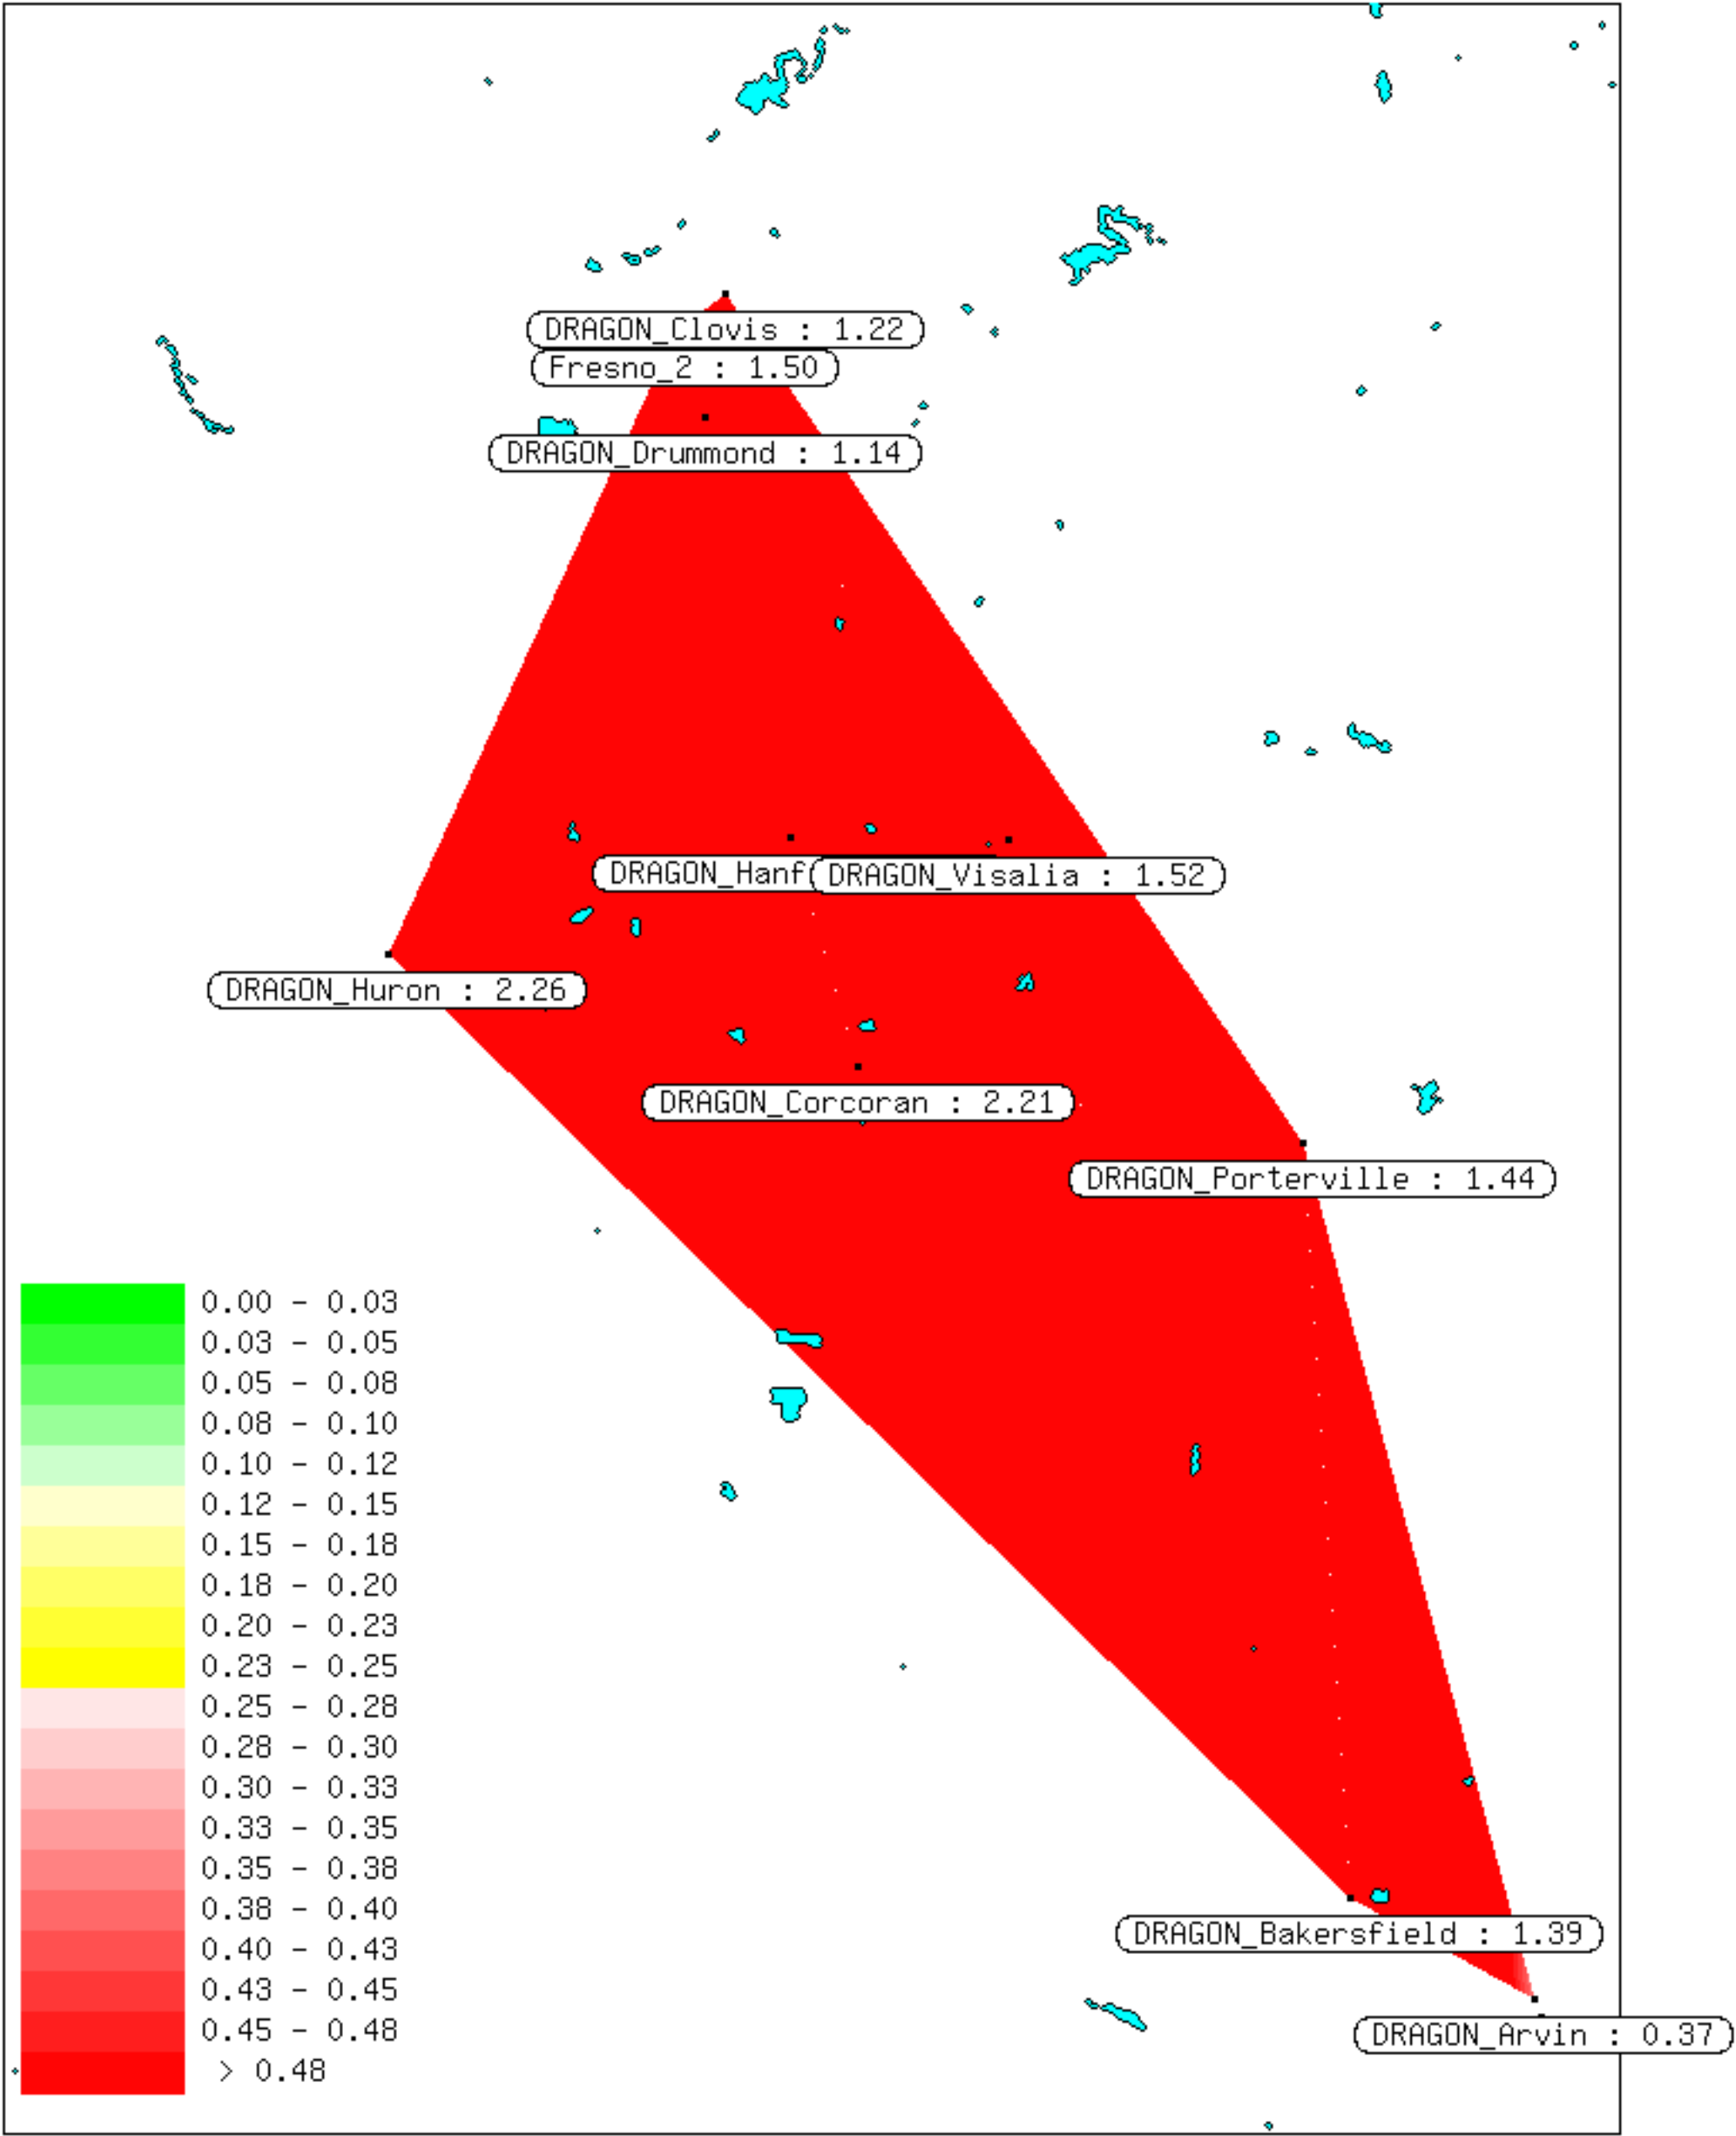 DRAGON_Clovis : 1.22
Fresno_2 : 1.50
DRAGON_Drummond : 1.14
DRAGON_Hanf
DRAGON_Visalia : 1.52
DRAGON_Huron : 2.26
DRAGON_Corcoran : 2.21
DRAGON_Porterville : 1.44
0.00 - 0.03
0.03 - 0.05
0.05 - 0.08
0.08 - 0.10
0.10 - 0.12
0.12 - 0.15
0.15 - 0.18
0.18 - 0.20
0.20 - 0.23
0.23 - 0.25
0.25 - 0.28
0.28 - 0.30
0.30 - 0.33
0.33 - 0.35
0.35 - 0.38
0.38 - 0.40
0.40 - 0.43
0.43 - 0.45
0.45 - 0.48
> 0.48
DRAGON_Bakersfield : 1.39
DRAGON_Arvin : 0.37